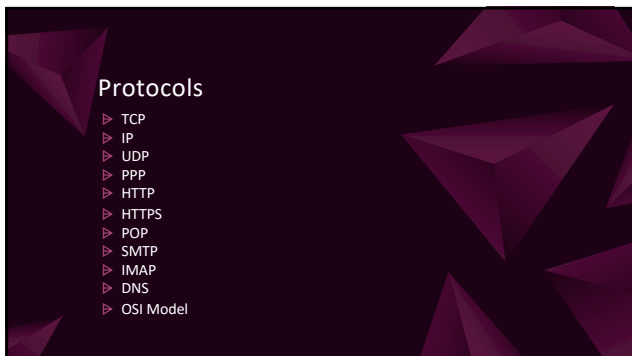 Protocols
TCP
IP
UDP
PPP
HTTP
HTTPS
POP
SMTP
IMAP
DNS
OSI Model